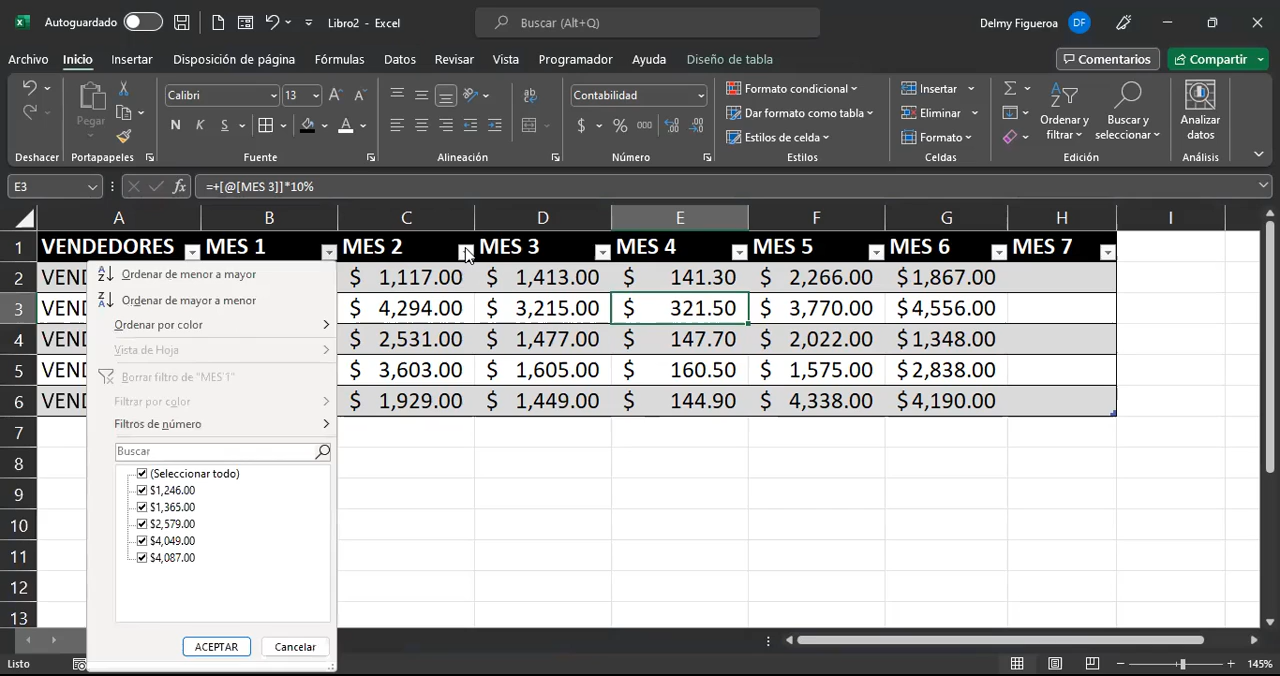 Autoguardado
Libro2 - Excel
Buscar (Alt+Q)
Delmy Figueroa
DF
Archivo Inicio Insertar Disposición de página Fórmulas Datos Revisar Vista Programador Ayuda Diseño de tabla
Comentarios
Compartir
Pegar
Calibri 13
N K S
Contabilidad
$ % 000
Formato condicional
Dar formato como tabla
Estilos de celda
Insertar
Eliminar
Formato
Ordenar y filtrar
Buscar y seleccionar
Analizar datos
Deshacer Portapapeles Fuente Alineación Número Estilos Celdas Edición Análisis
E3 fx =+[@[MES 3]]*10%
A B C D E F G H I
1 VENDEDORES MES 1 MES 2 MES 3 MES 4 MES 5 MES 6 MES 7
2 VEND $ 1,117.00 $ 1,413.00 $ 141.30 $ 2,266.00 $ 1,867.00
3 VEND $ 4,294.00 $ 3,215.00 $ 321.50 $ 3,770.00 $ 4,556.00
4 VEND $ 2,531.00 $ 1,477.00 $ 147.70 $ 2,022.00 $ 1,348.00
5 VEND $ 3,603.00 $ 1,605.00 $ 160.50 $ 1,575.00 $ 2,838.00
6 VEND $ 1,929.00 $ 1,449.00 $ 144.90 $ 4,338.00 $ 4,190.00
7
8
9
10
11
12
13
Ordenar de menor a mayor
Ordenar de mayor a menor
Ordenar por color
Vista de Hoja
Borrar filtro de "MES 1"
Filtrar por color
Filtros de número
Buscar
(Seleccionar todo)
$1,246.00
$1,365.00
$2,579.00
$4,049.00
$4,087.00
ACEPTAR
Cancelar
Listo
145%